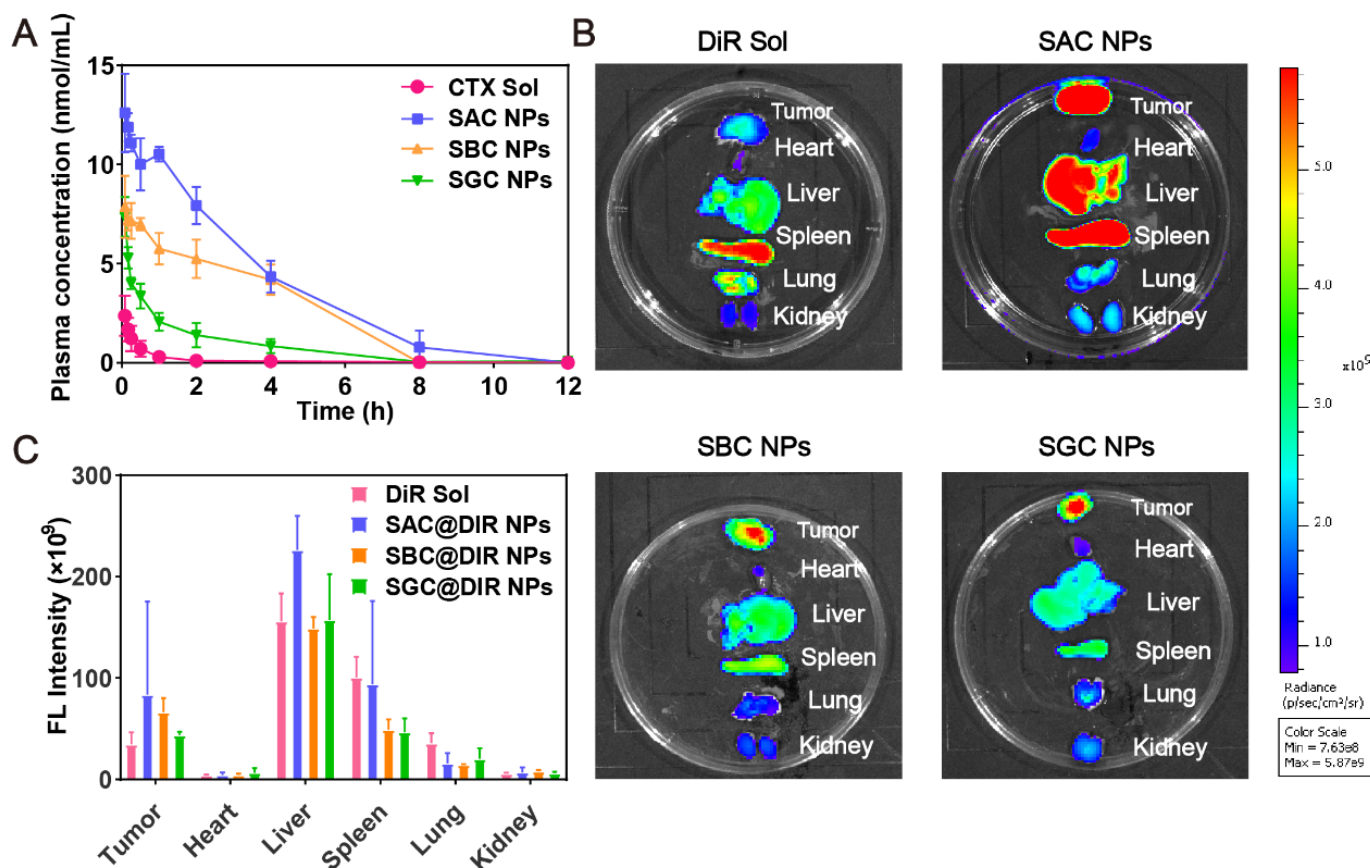 A
Plasma concentration (nmol/mL)
15
10
5
0
0
2
4
6
8
10
12
Time (h)
CTX Sol
SAC NPs
SBC NPs
SGC NPs
B
DiR Sol
Tumor
Heart
Liver
Spleen
Lung
Kidney
SAC NPs
Tumor
Heart
Liver
Spleen
Lung
Kidney
SBC NPs
Tumor
Heart
Liver
Spleen
Lung
Kidney
SGC NPs
Tumor
Heart
Liver
Spleen
Lung
Kidney
5.0
4.0
x10⁹
3.0
2.0
1.0
Radiance
(p/sec/cm²/sr)
Color Scale
Min = 7.63e8
Max = 5.87e9
C
FL Intensity (×10⁹)
300
200
100
0
DiR Sol
SAC@DIR NPs
SBC@DIR NPs
SGC@DIR NPs
Tumor
Heart
Liver
Spleen
Lung
Kidney